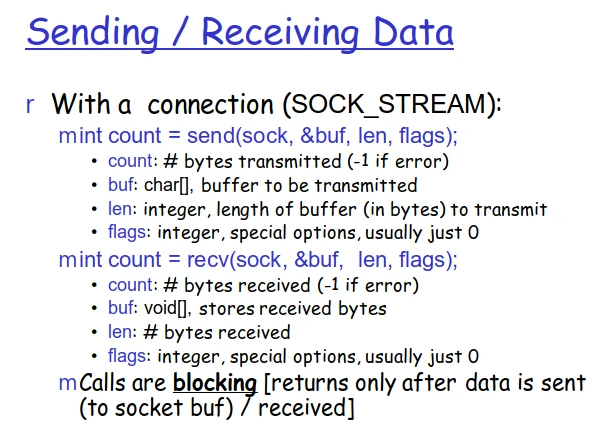 Sending / Receiving Data
r With a connection (SOCK_STREAM):
mint count = send(sock, &buf, len, flags);
• count: # bytes transmitted (-1 if error)
• buf: char[], buffer to be transmitted
• len: integer, length of buffer (in bytes) to transmit
• flags: integer, special options, usually just 0
mint count = recv(sock, &buf, len, flags);
• count: # bytes received (-1 if error)
• buf: void[], stores received bytes
• len: # bytes received
• flags: integer, special options, usually just 0
mCalls are blocking [returns only after data is sent
(to socket buf) / received]